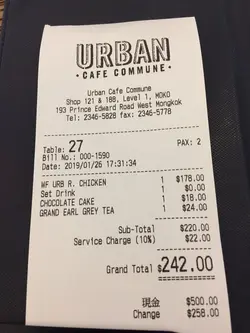 URBAN
• CAFE COMMUNE •
Urban Cafe Commune
Shop 121 & 188, Level 1, MOKO
193 Prince Edward Road West Mongkok
Tel: 2346-5828 fax: 2346-5778
Table: 27 PAX: 2
Bill No.: 000-1590
Date: 2019/01/26 17:31:34
WF URB R. CHICKEN 1 $178.00
Set Drink 1 $0.00
CHOCOLATE CAKE 1 $18.00
GRAND EARL GREY TEA 1 $24.00
Sub-Total $220.00
Service Charge (10%) $22.00
Grand Total $242.00
現金 $500.00
Change $258.00